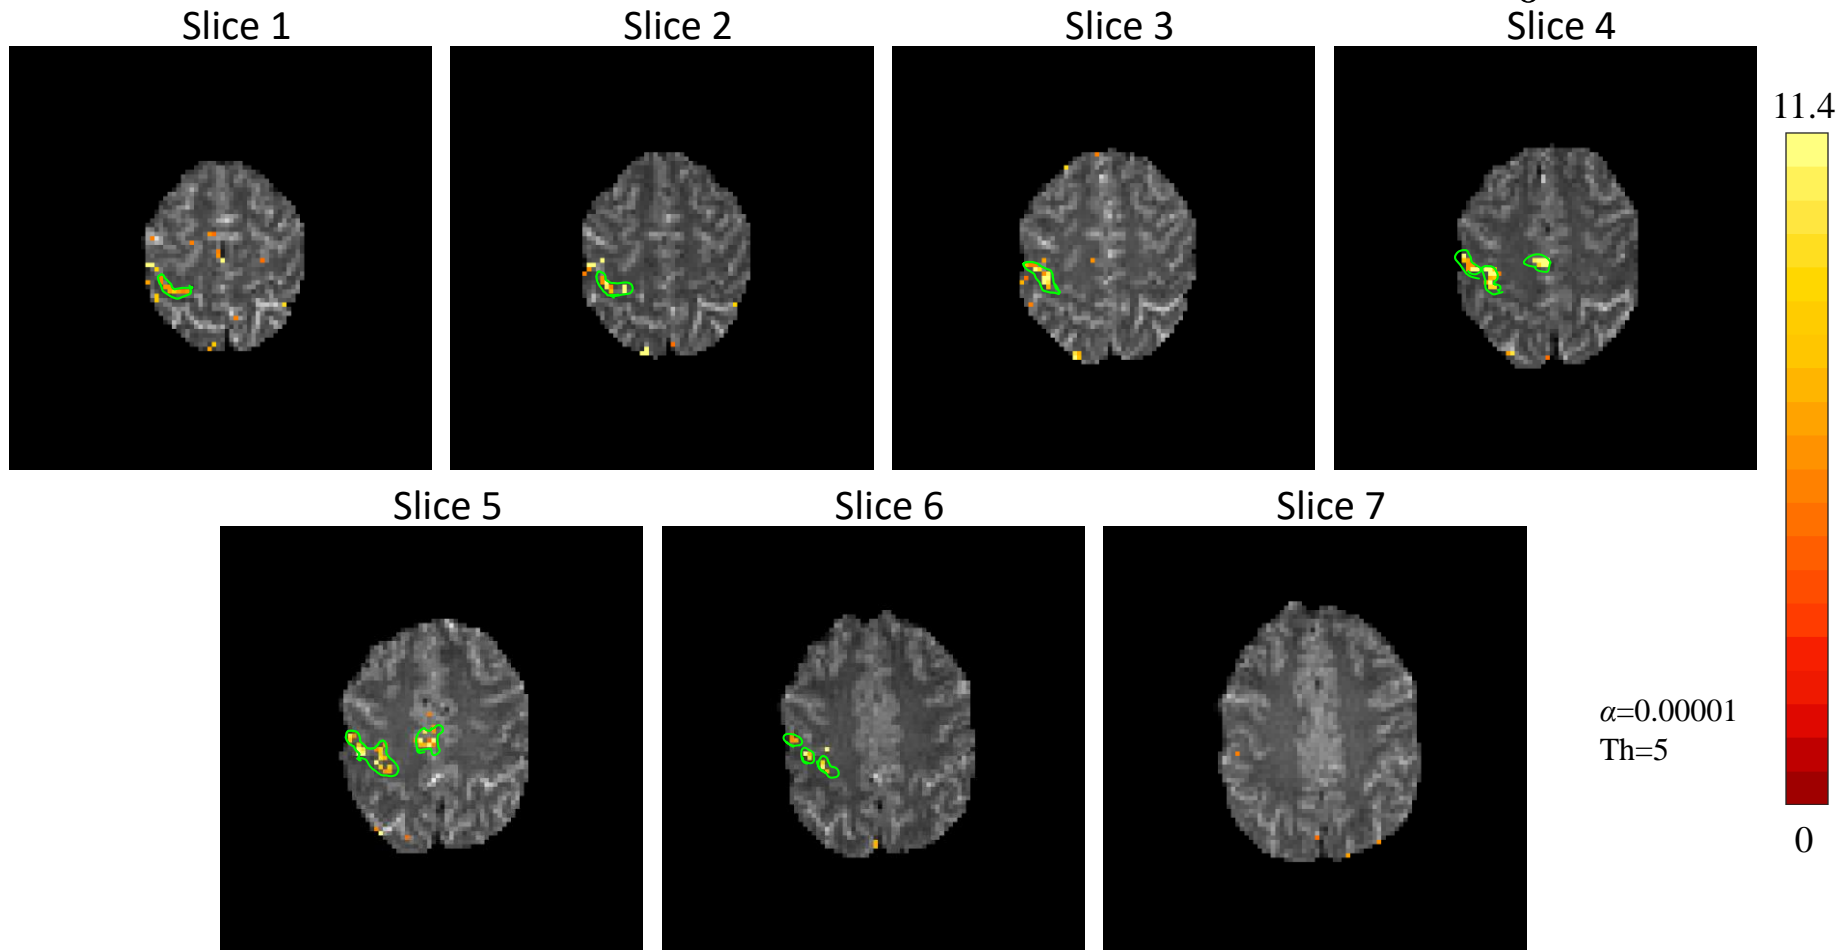 Slice 1
Slice 2
Slice 3
Slice 4
11.4
Slice 5
Slice 6
Slice 7
α=0.00001
Th=5
0